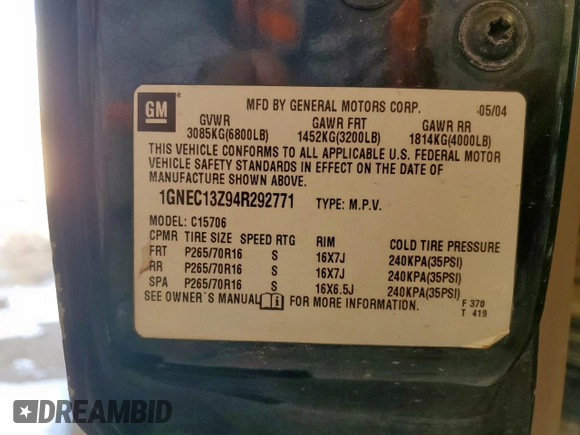 GM
MFD BY GENERAL MOTORS CORP. 05/04
GVWR GAWR FRT GAWR RR
3085KG(6800LB) 1452KG(3200LB) 1814KG(4000LB)
THIS VEHICLE CONFORMS TO ALL APPLICABLE U.S. FEDERAL MOTOR
VEHICLE SAFETY STANDARDS IN EFFECT ON THE DATE OF
MANUFACTURE SHOWN ABOVE.
1GNEC13Z94R292771 TYPE: M.P.V.
MODEL: C15706
CPMR TIRE SIZE SPEED RTG RIM COLD TIRE PRESSURE
FRT P265/70R16 S 16X7J 240KPA(35PSI)
RR P265/70R16 S 16X7J 240KPA(35PSI)
SPA P265/70R16 S 16X6.5J 240KPA(35PSI)
SEE OWNER'S MANUAL FOR MORE INFORMATION. F 370
T 419
DREAMBID